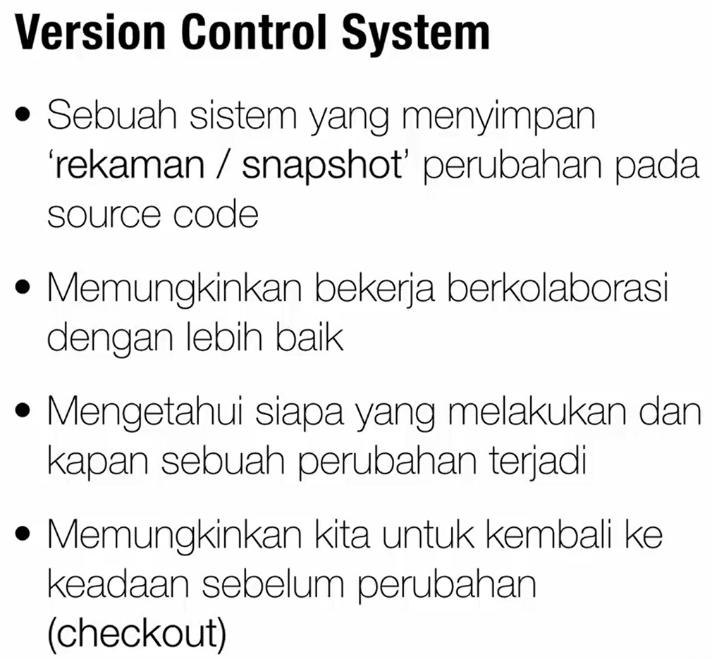 Version Control System
• Sebuah sistem yang menyimpan
‘rekaman / snapshot’ perubahan pada
source code
• Memungkinkan bekerja berkolaborasi
dengan lebih baik
• Mengetahui siapa yang melakukan dan
kapan sebuah perubahan terjadi
• Memungkinkan kita untuk kembali ke
keadaan sebelum perubahan
(checkout)